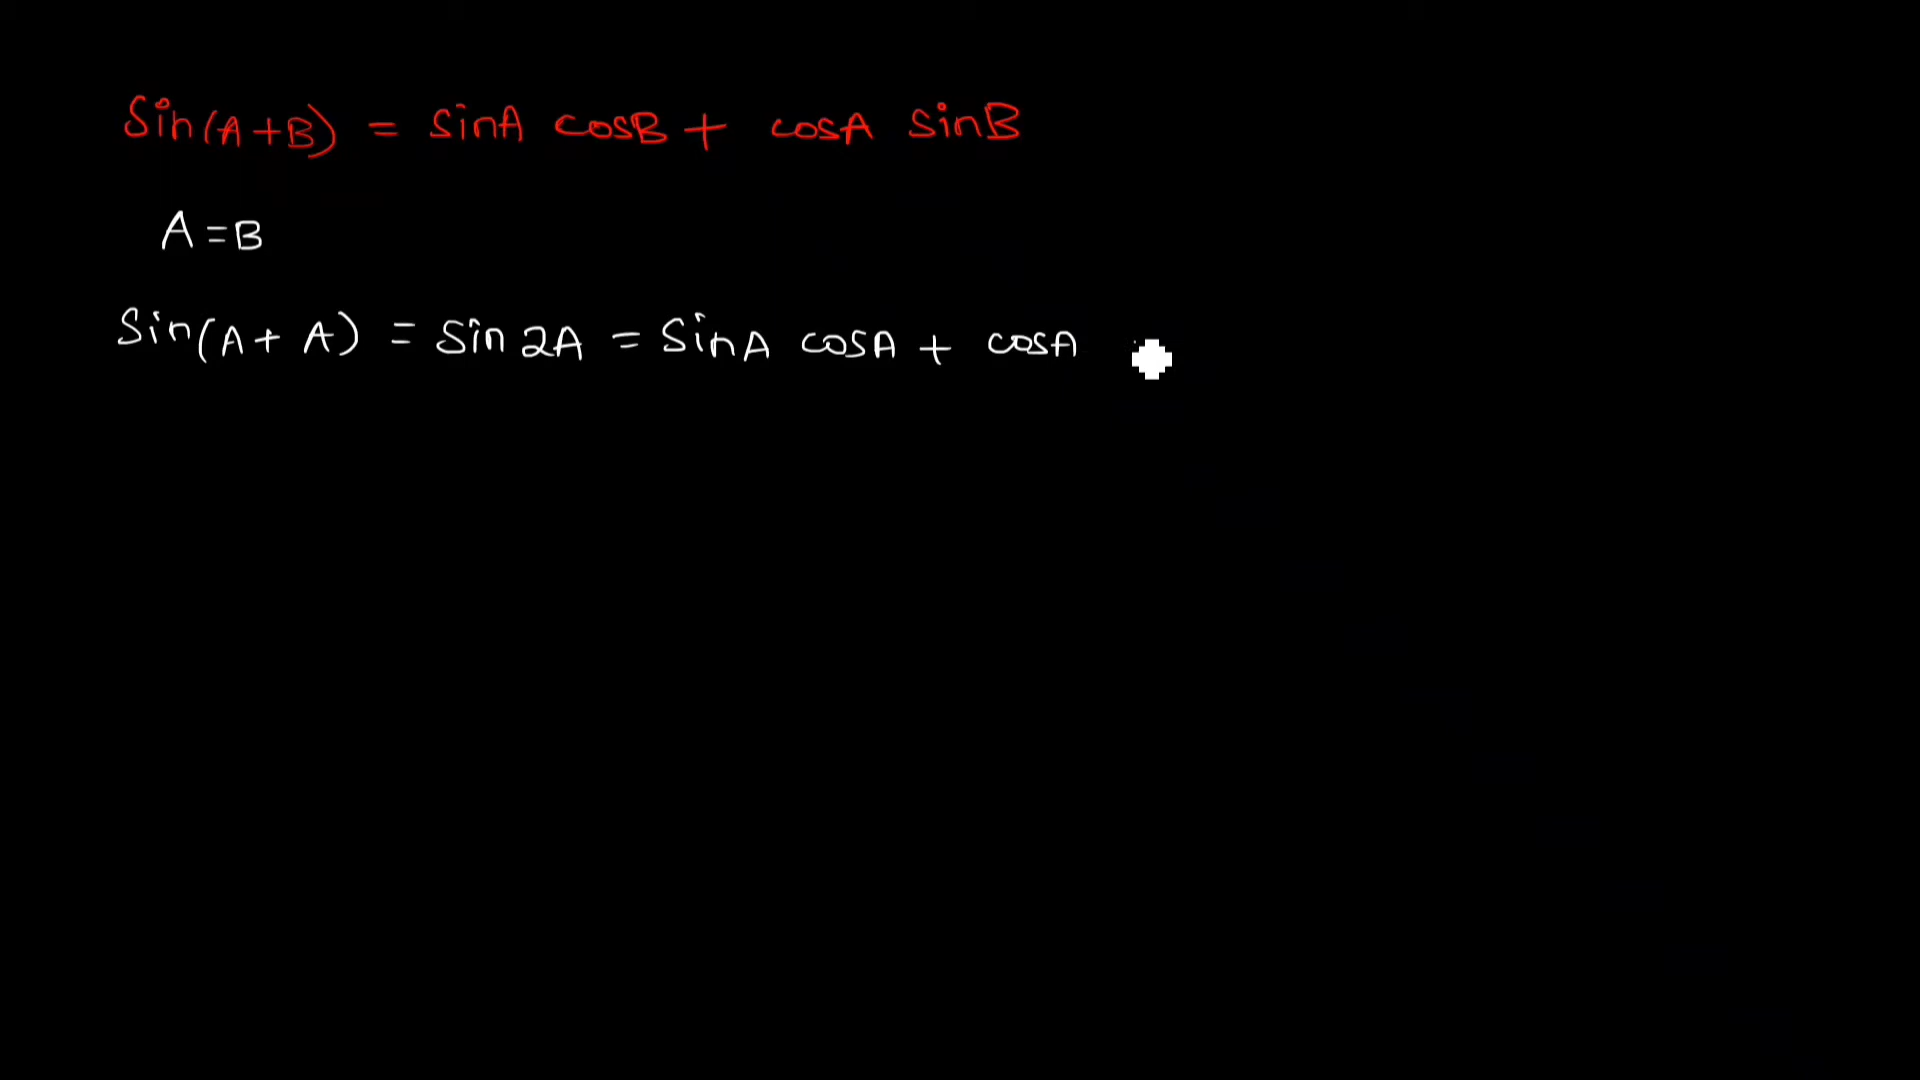 Sin(A+B) = sinA cosB + cosA sinB
A=B
Sin(A+ A) = Sin 2A = SinA cosA + cosA